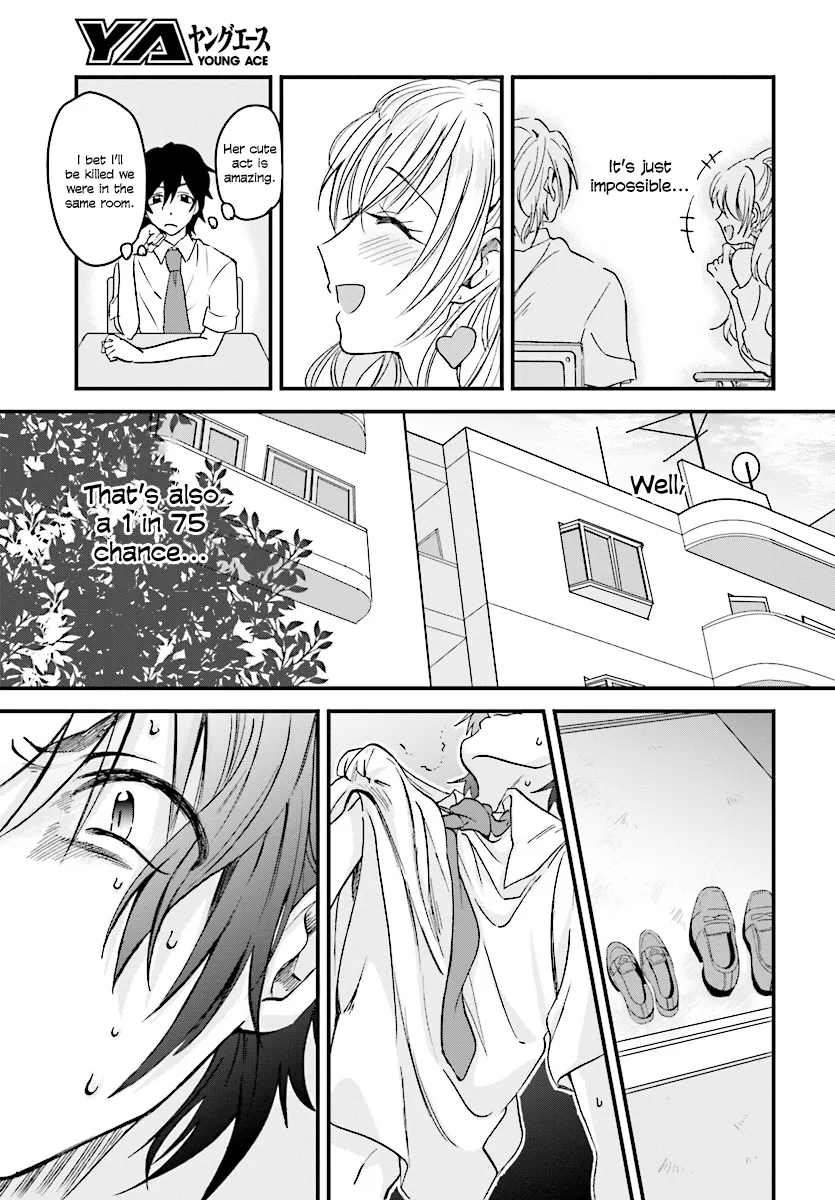 YA ヤングエース
YOUNG ACE
It's just
impossible...
Her cute
act is
amazing.
I bet I'll
be killed we
were in the
same room.
Well,
That's also
a 1 in 75
chance...